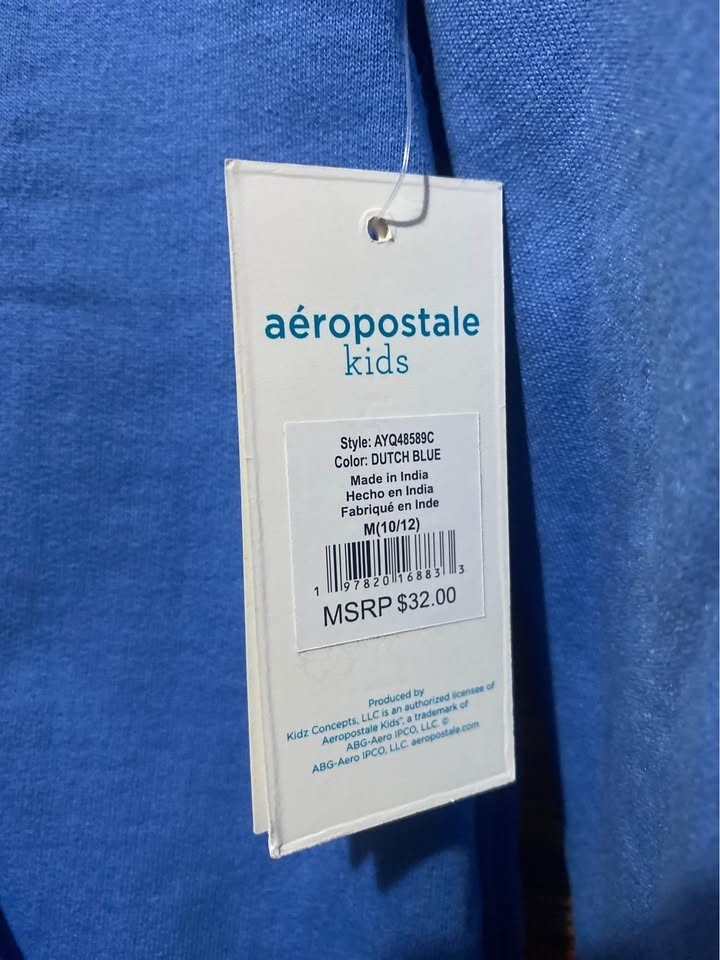 aéropostale
kids
Style: AYQ48589C
Color: DUTCH BLUE
Made in India
Hecho en India
Fabriqué en Inde
M(10/12)
1 97820 16883 3
MSRP $32.00
Produced by
Kidz Concepts, LLC is an authorized licensee of
Aeropostale Kids™, a trademark of
ABG-Aero IPCO, LLC. ©
ABG-Aero IPCO, LLC. aeropostale.com